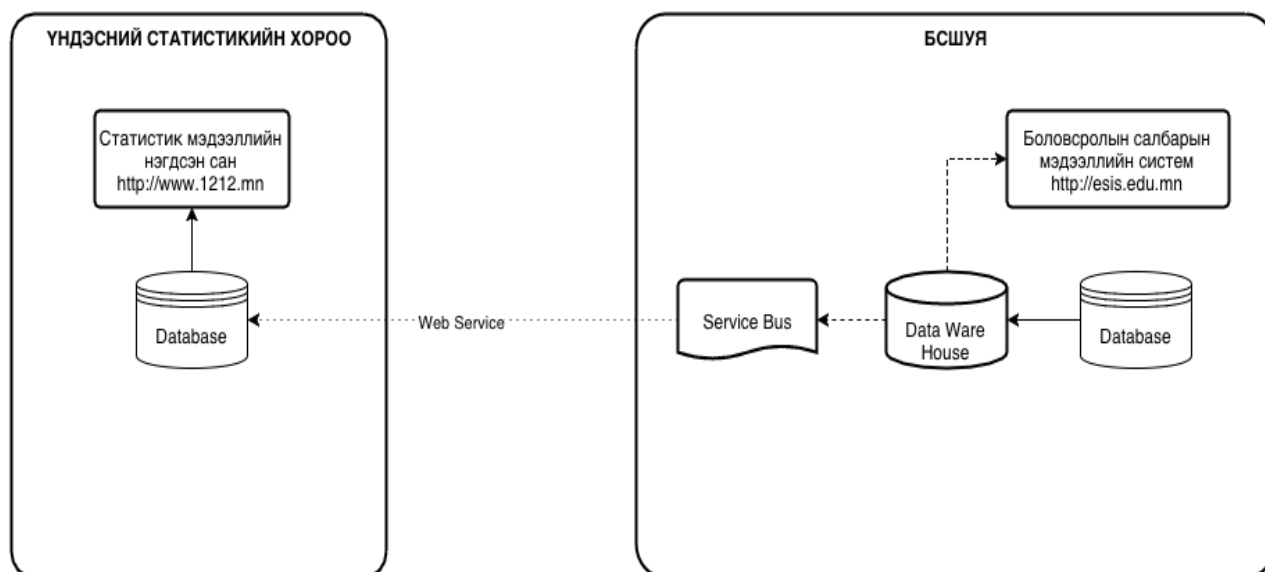 ҮНДЭСНИЙ СТАТИСТИКИЙН ХОРОО
Статистик мэдээллийн
нэгдсэн сан
http://www.1212.mn
Database
Web Service
БСШУЯ
Боловсролын салбарын
мэдээллийн систем
http://esis.edu.mn
Service Bus
Data Ware
House
Database